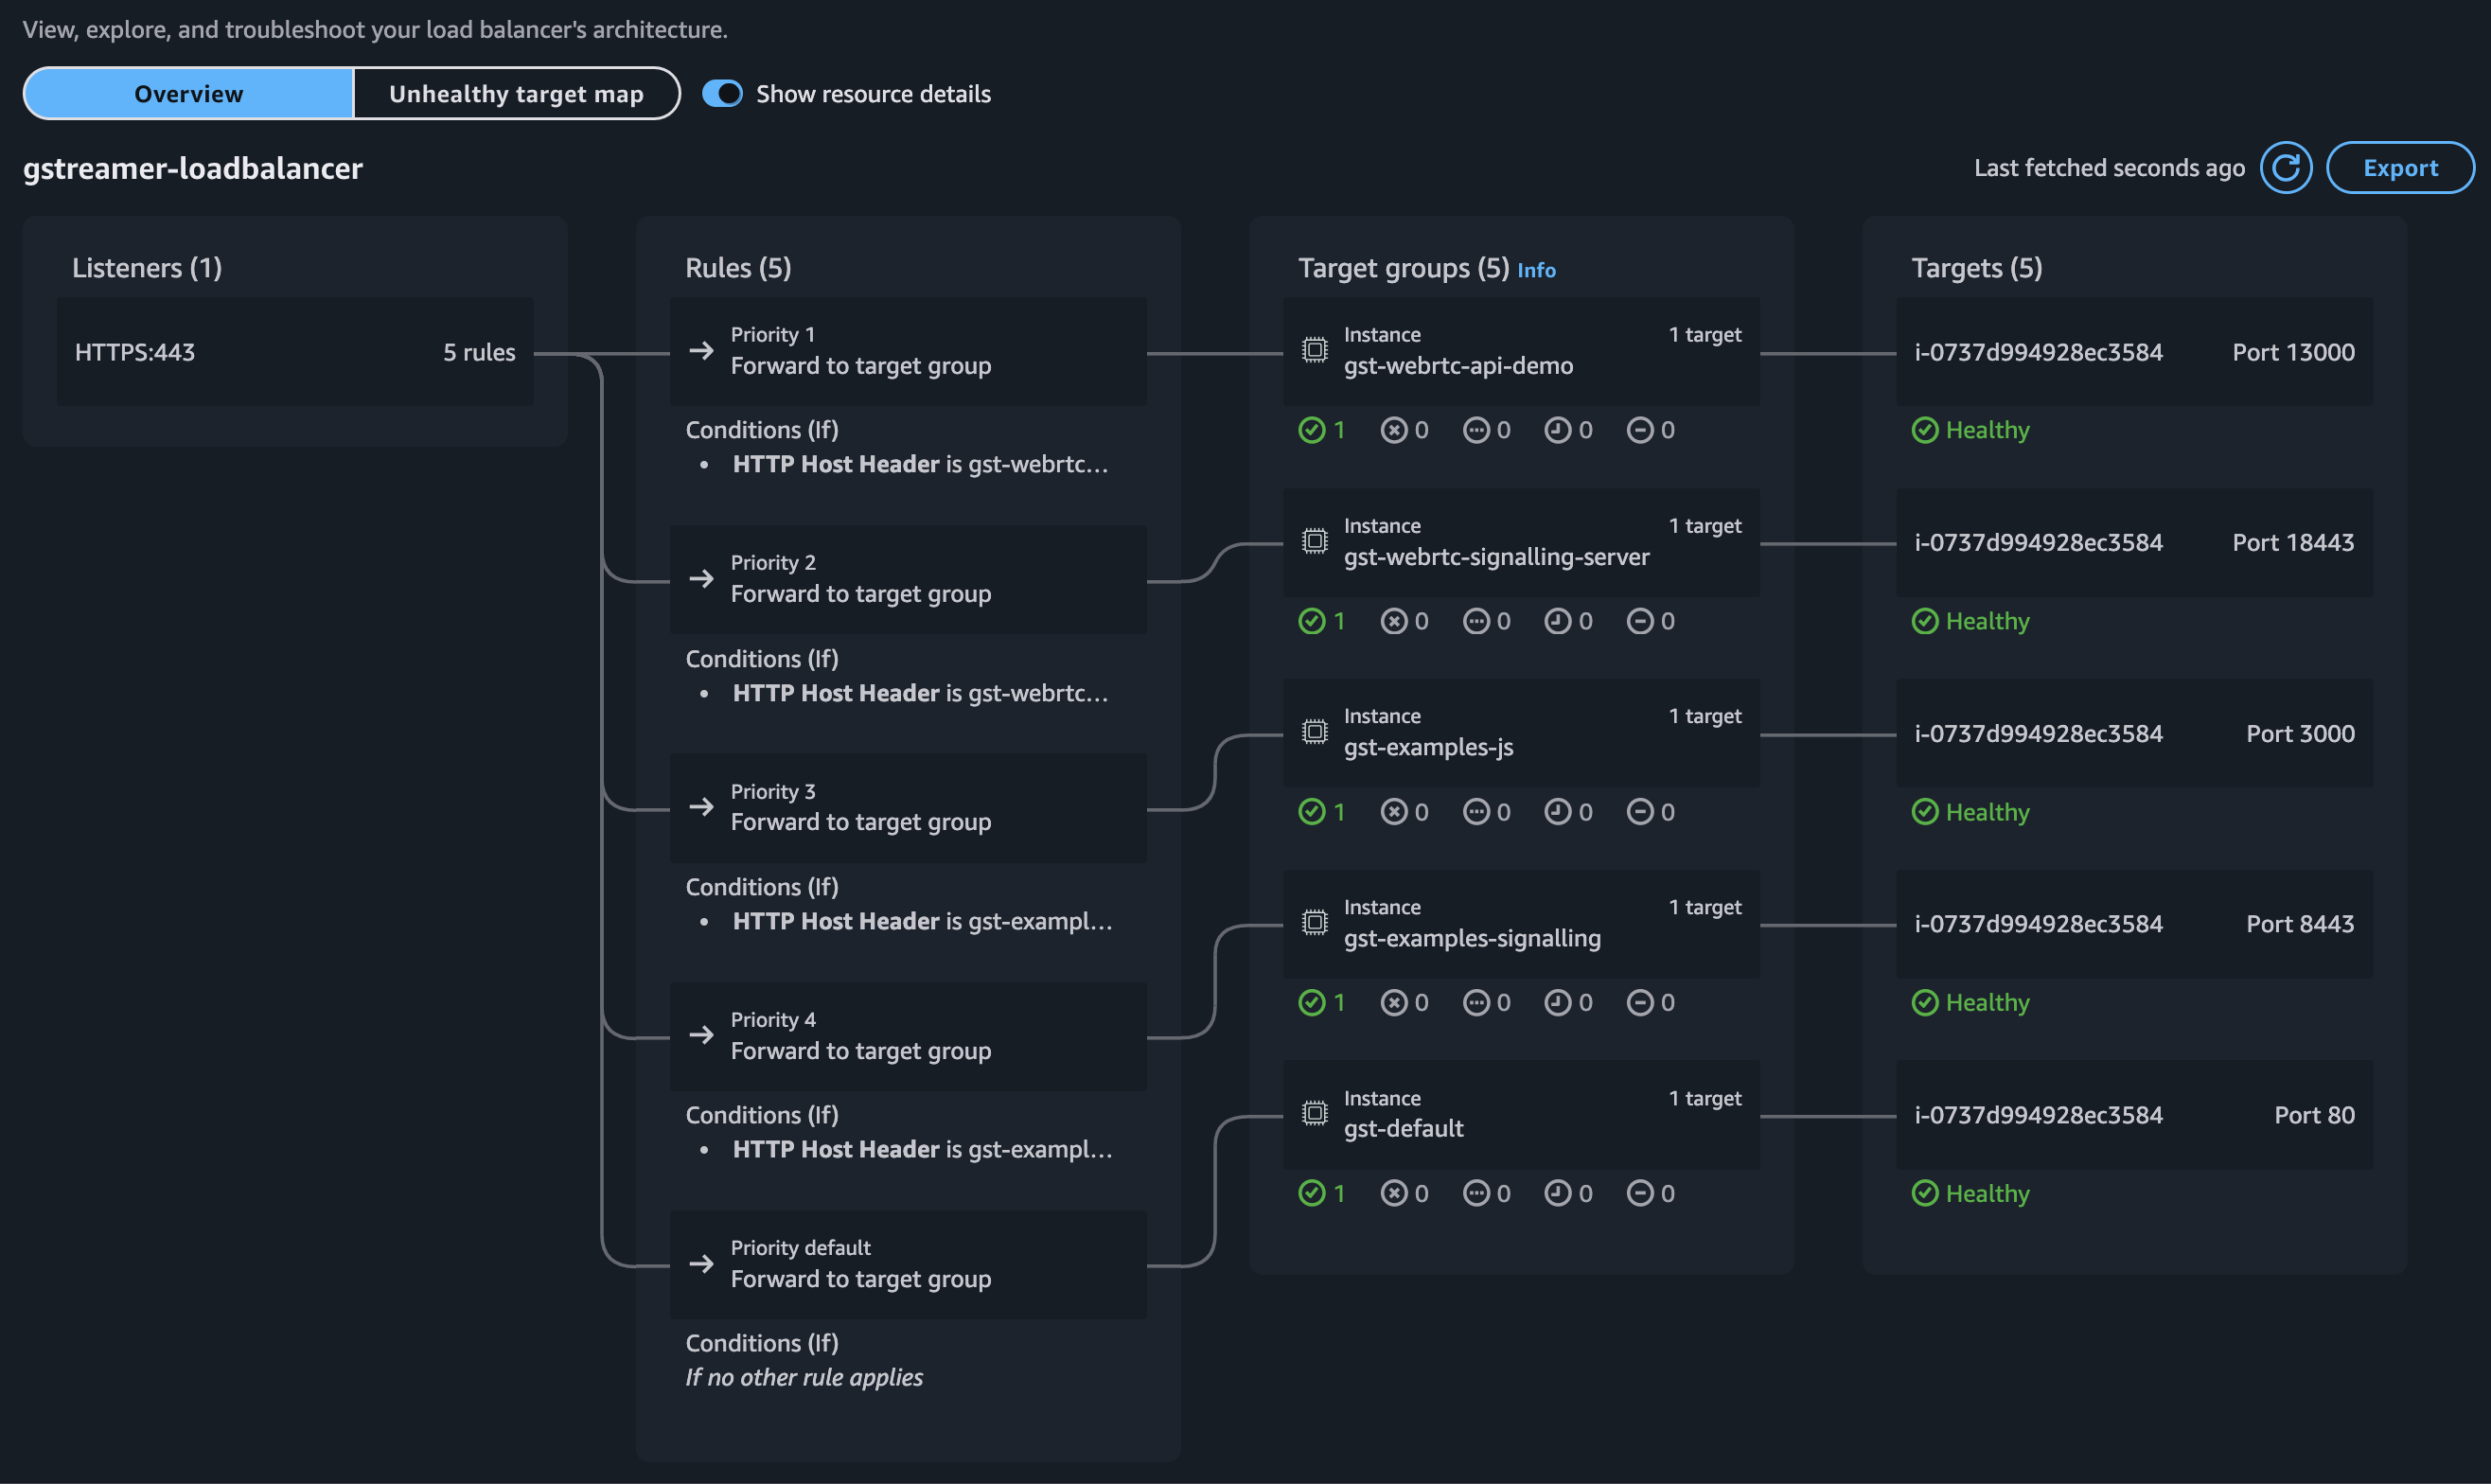 View, explore, and troubleshoot your load balancer's architecture.
Overview
Unhealthy target map
Show resource details
gstreamer-loadbalancer
Last fetched seconds ago
Export
Listeners (1)
HTTPS:443 5 rules
Rules (5)
Priority 1
Forward to target group
Conditions (If)
• HTTP Host Header is gst-webrtc...
Priority 2
Forward to target group
Conditions (If)
• HTTP Host Header is gst-webrtc...
Priority 3
Forward to target group
Conditions (If)
• HTTP Host Header is gst-exampl...
Priority 4
Forward to target group
Conditions (If)
• HTTP Host Header is gst-exampl...
Priority default
Forward to target group
Conditions (If)
If no other rule applies
Target groups (5) Info
Instance 1 target
gst-webrtc-api-demo
1 0 0 0 0
Instance 1 target
gst-webrtc-signalling-server
1 0 0 0 0
Instance 1 target
gst-examples-js
1 0 0 0 0
Instance 1 target
gst-examples-signalling
1 0 0 0 0
Instance 1 target
gst-default
1 0 0 0 0
Targets (5)
i-0737d994928ec3584 Port 13000
Healthy
i-0737d994928ec3584 Port 18443
Healthy
i-0737d994928ec3584 Port 3000
Healthy
i-0737d994928ec3584 Port 8443
Healthy
i-0737d994928ec3584 Port 80
Healthy